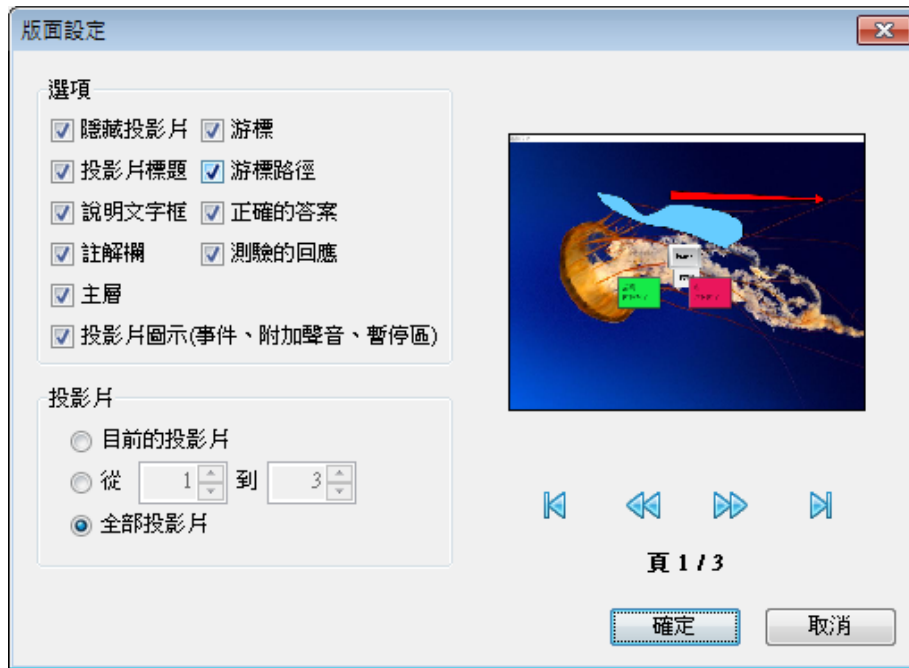 版面設定
選項
隱藏投影片 游標
投影片標題 游標路徑
說明文字框 正確的答案
註解欄 測驗的回應
主層
投影片圖示(事件、附加聲音、暫停區)
投影片
目前的投影片
從 1 到 3
全部投影片
頁 1 / 3
確定 取消